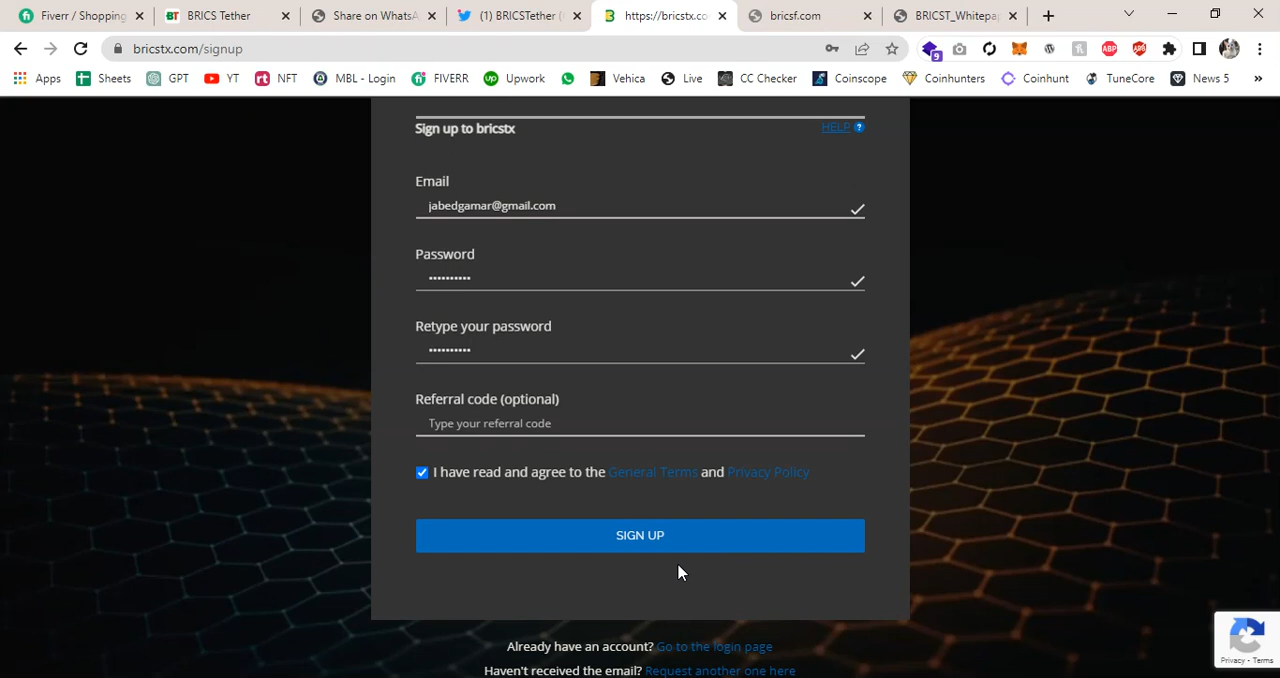 Fiverr / Shopping
BRICS Tether
Share on WhatsA
(1) BRICSTether (
https://bricstx.co
bricsf.com
BRICST_Whitepa
bricstx.com/signup
9
ABP
Apps
Sheets
GPT
YT
NFT
MBL - Login
FIVERR
Upwork
Vehica
Live
CC Checker
Coinscope
Coinhunters
Coinhunt
TuneCore
News 5
»
Sign up to bricstx
HELP ?
Email
jabedgamar@gmail.com
Password
••••••••••
Retype your password
••••••••••
Referral code (optional)
Type your referral code
I have read and agree to the General Terms and Privacy Policy
SIGN UP
Already have an account? Go to the login page
Haven't received the email? Request another one here
Privacy - Terms